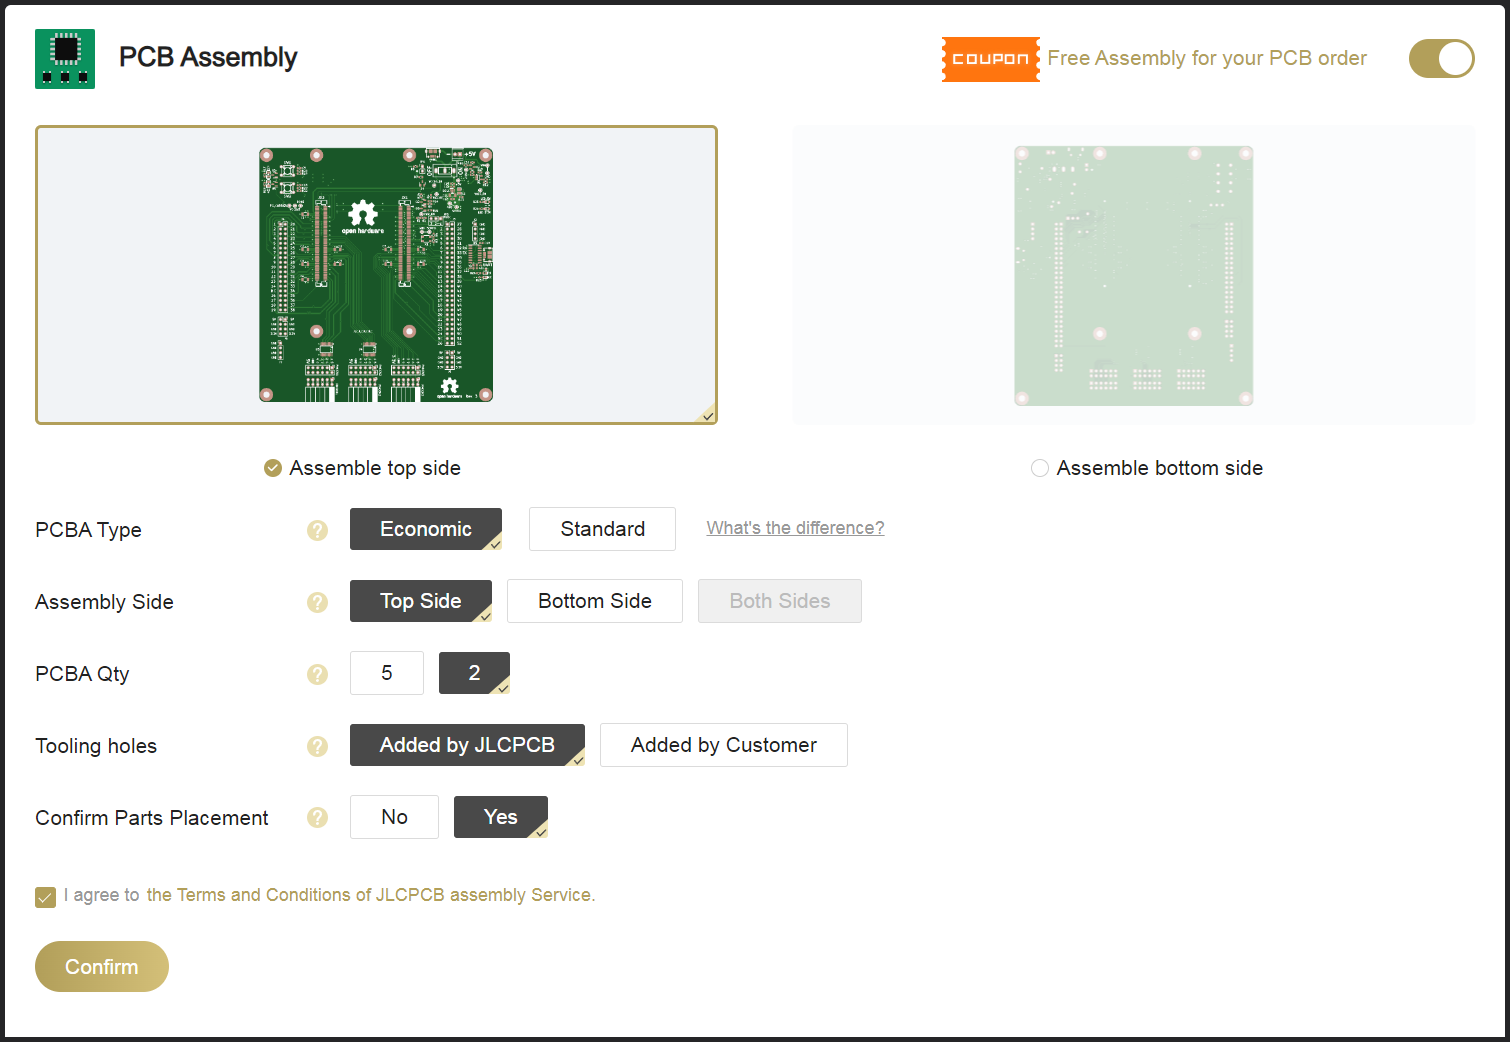 PCB Assembly
COUPON Free Assembly for your PCB order
open hardware
open hardware
Assemble top side
Assemble bottom side
PCBA Type ? Economic Standard What's the difference?
Assembly Side ? Top Side Bottom Side Both Sides
PCBA Qty ? 5 2
Tooling holes ? Added by JLCPCB Added by Customer
Confirm Parts Placement ? No Yes
I agree to the Terms and Conditions of JLCPCB assembly Service.
Confirm